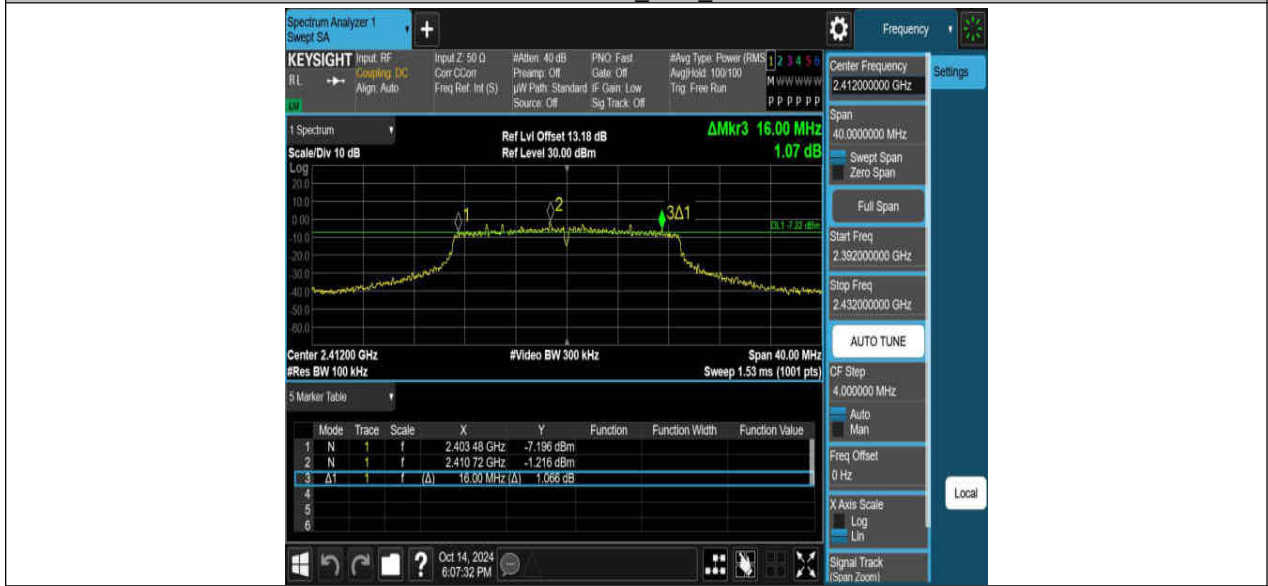 Spectrum Analyzer 1
Swept SA
+
Frequency
KEYSIGHT
RL
Input: RF
Coupling: DC
Align: Auto
Input Z: 50 Ω
Corr CCorr
Freq Ref: Int (S)
#Atten: 40 dB
Preamp: Off
µW Path: Standard
Source: Off
PNO: Fast
Gate: Off
IF Gain: Low
Sig Track: Off
#Avg Type: Power (RMS
Avg|Hold: 100/100
Trig: Free Run
1 2 3 4 5 6
M W W W W W
P P P P P P
1 Spectrum
Scale/Div 10 dB
Ref Lvl Offset 13.18 dB
Ref Level 30.00 dBm
ΔMkr3 16.00 MHz
1.07 dB
Log
20.0
10.0
0.00
-10.0
-20.0
-30.0
-40.0
-50.0
-60.0
1
2
3Δ1
DL1 -7.22 dBm
Center 2.41200 GHz
#Res BW 100 kHz
#Video BW 300 kHz
Span 40.00 MHz
Sweep 1.53 ms (1001 pts)
5 Marker Table
Mode Trace Scale X Y Function Function Width Function Value
1 N 1 f 2.403 48 GHz -7.196 dBm
2 N 1 f 2.410 72 GHz -1.216 dBm
3 Δ1 1 f (Δ) 16.00 MHz (Δ) 1.066 dB
4
5
6
?
Oct 14, 2024
6:07:32 PM
Center Frequency
2.412000000 GHz
Settings
Span
40.0000000 MHz
Swept Span
Zero Span
Full Span
Start Freq
2.392000000 GHz
Stop Freq
2.432000000 GHz
AUTO TUNE
CF Step
4.000000 MHz
Auto
Man
Freq Offset
0 Hz
X Axis Scale
Log
Lin
Signal Track
(Span Zoom)
Local